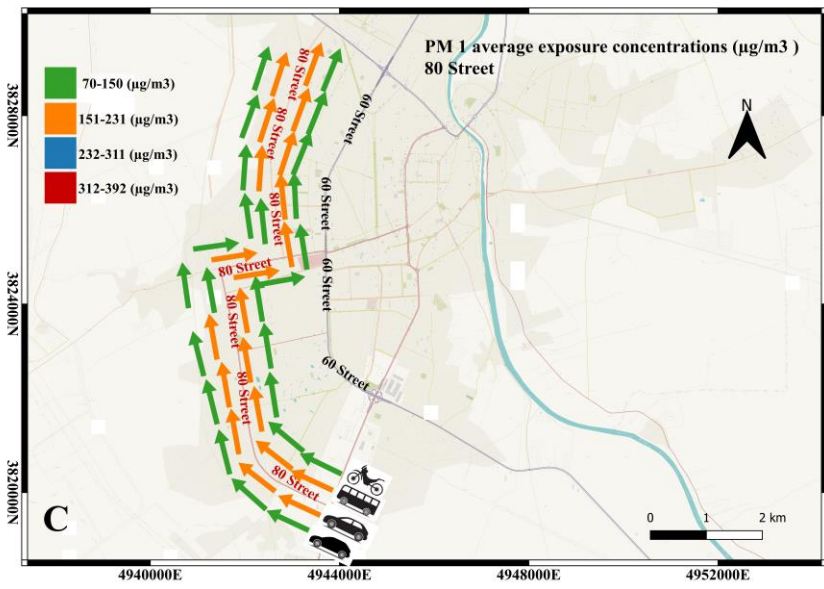 PM 1 average exposure concentrations (µg/m3 )
80 Street
70-150 (µg/m3)
151-231 (µg/m3)
232-311 (µg/m3)
312-392 (µg/m3)
N
80 Street
60 Street
80 Street
60 Street
80 Street
80 Street
60 Street
80 Street
60 Street
80 Street
80 Street
C
0 1 2 km
3828000N
3824000N
3820000N
4940000E 4944000E 4948000E 4952000E